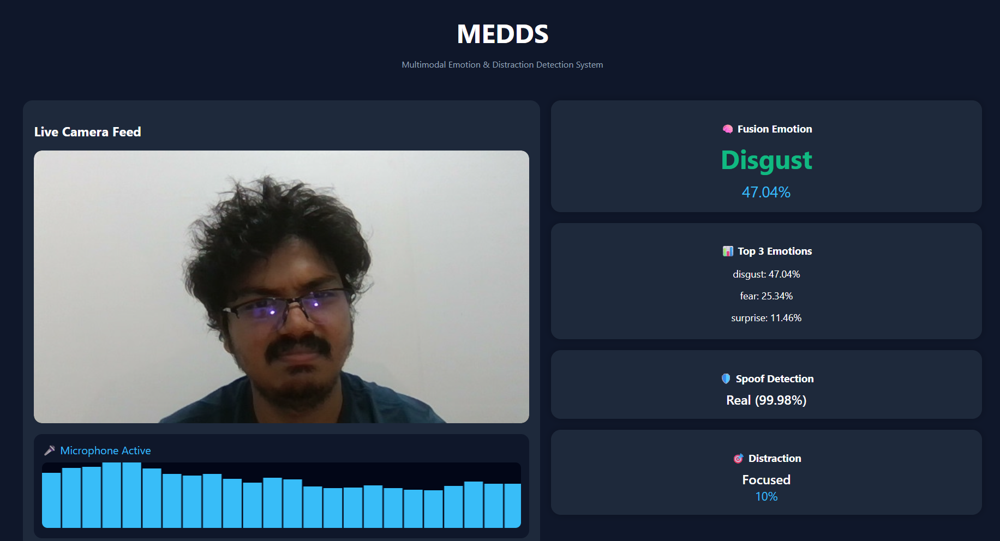 MEDDS
Multimodal Emotion & Distraction Detection System
Live Camera Feed
Microphone Active
Fusion Emotion
Disgust
47.04%
Top 3 Emotions
disgust: 47.04%
fear: 25.34%
surprise: 11.46%
Spoof Detection
Real (99.98%)
Distraction
Focused
10%